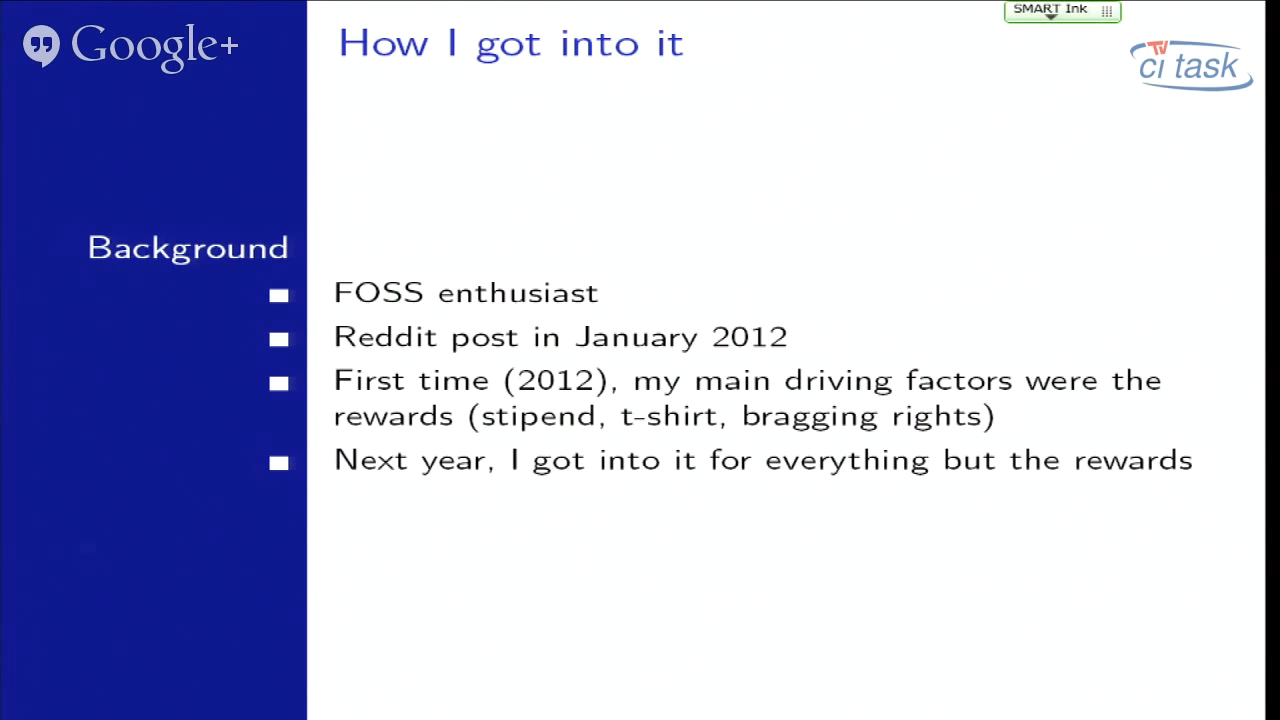 SMART Ink
Google+
How I got into it
TV
ci task
Background
FOSS enthusiast
Reddit post in January 2012
First time (2012), my main driving factors were the
rewards (stipend, t-shirt, bragging rights)
Next year, I got into it for everything but the rewards